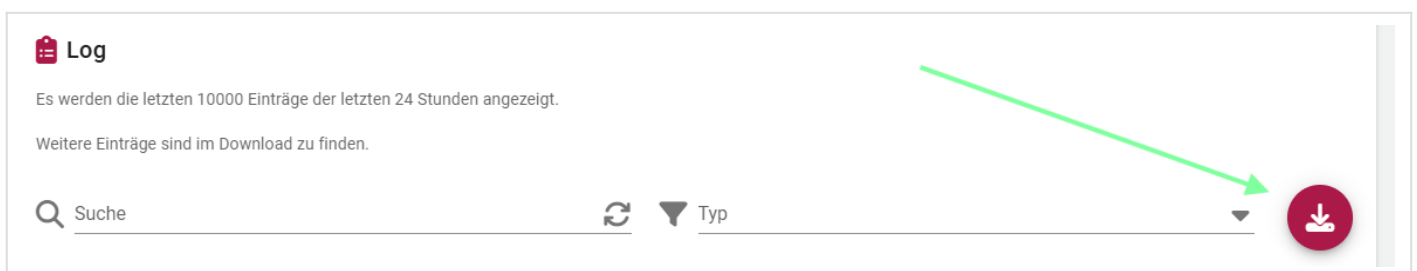 Log
Es werden die letzten 10000 Einträge der letzten 24 Stunden angezeigt.
Weitere Einträge sind im Download zu finden.
Suche Typ